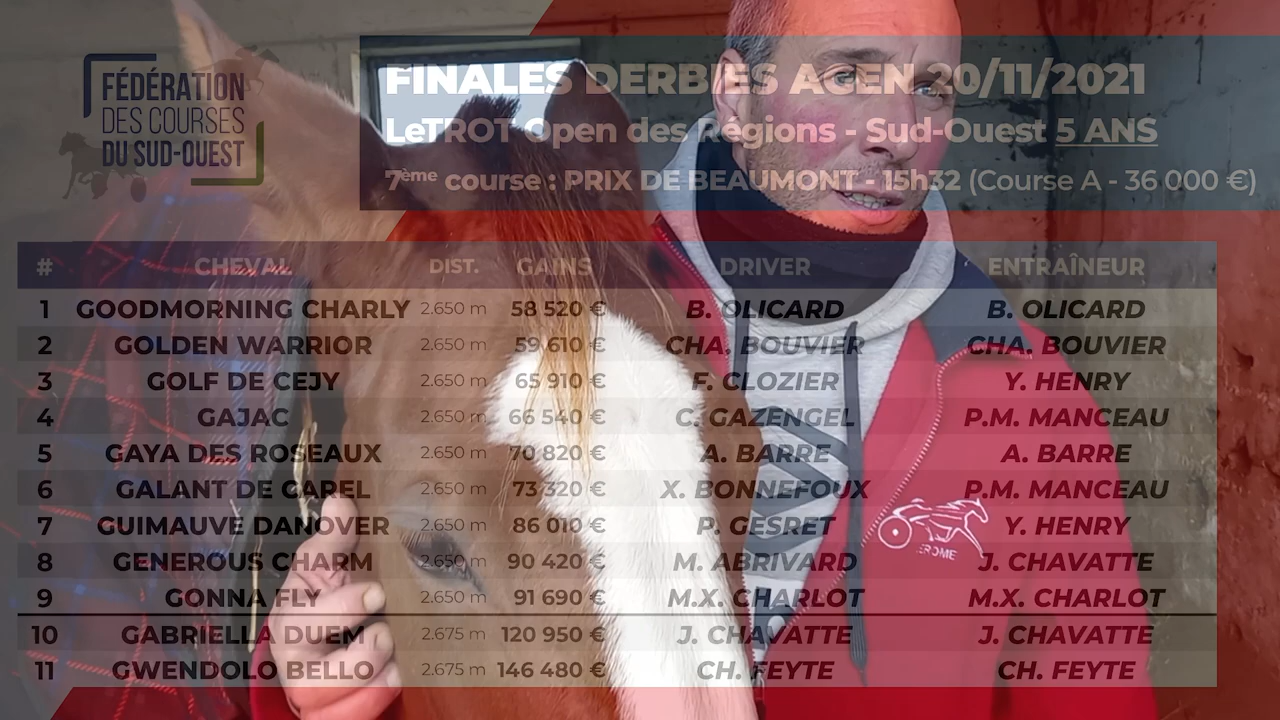 FÉDÉRATION
DES COURSES
DU SUD-OUEST
FINALES DERBIES AGEN 20/11/2021
LeTROT Open des Régions - Sud-Ouest 5 ANS
7ème course : PRIX DE BEAUMONT - 15h32 (Course A - 36 000 €)
# CHEVAL DIST. GAINS DRIVER ENTRAÎNEUR
1 GOODMORNING CHARLY 2.650 m 58 520 € B. OLICARD B. OLICARD
2 GOLDEN WARRIOR 2.650 m 59 610 € CHA. BOUVIER CHA. BOUVIER
3 GOLF DE CEJY 2.650 m 65 910 € F. CLOZIER Y. HENRY
4 GAJAC 2.650 m 66 540 € C. GAZENGEL P.M. MANCEAU
5 GAYA DES ROSEAUX 2.650 m 70 820 € A. BARRE A. BARRE
6 GALANT DE CAREL 2.650 m 73 320 € X. BONNEFOUX P.M. MANCEAU
7 GUIMAUVE DANOVER 2.650 m 86 010 € P. GESRET Y. HENRY
8 GENEROUS CHARM 2.650 m 90 420 € M. ABRIVARD J. CHAVATTE
9 GONNA FLY 2.650 m 91 690 € M.X. CHARLOT M.X. CHARLOT
10 GABRIELLA DUEM 2.675 m 120 950 € J. CHAVATTE J. CHAVATTE
11 GWENDOLO BELLO 2.675 m 146 480 € CH. FEYTE CH. FEYTE